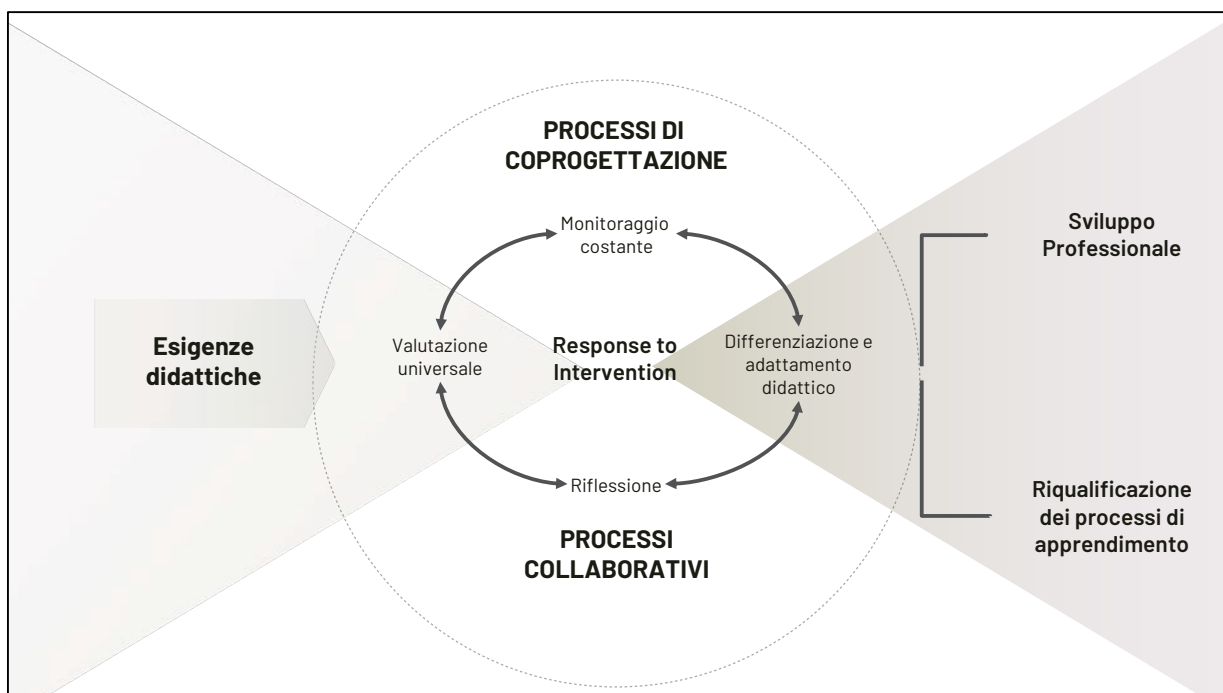 PROCESSI DI
COPROGETTAZIONE
Monitoraggio
costante
Sviluppo
Professionale
Esigenze
didattiche
Valutazione
universale
Response to
Intervention
Differenziazione e
adattamento
didattico
Riflessione
Riqualificazione
dei processi di
apprendimento
PROCESSI
COLLABORATIVI